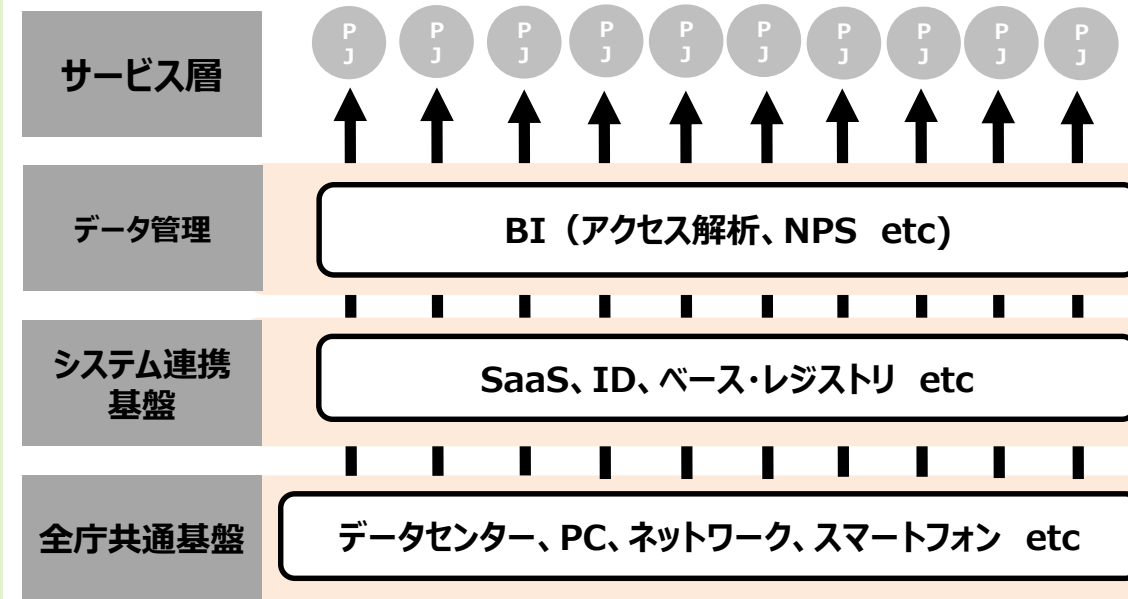 サービス層
P P P P P P P P P P
J J J J J J J J J J
データ管理
BI（アクセス解析、NPS etc)
システム連携
基盤
SaaS、ID、ベース・レジストリ etc
全庁共通基盤
データセンター、PC、ネットワーク、スマートフォン etc